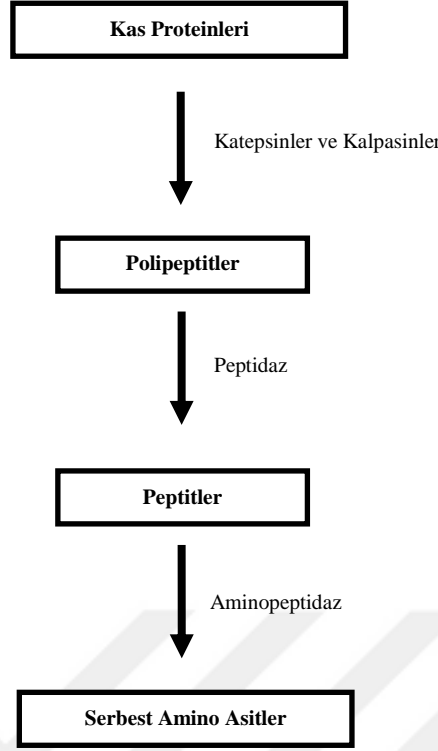 Kas Proteinleri
Katepsinler ve Kalpasinler
Polipeptitler
Peptidaz
Peptitler
Aminopeptidaz
Serbest Amino Asitler